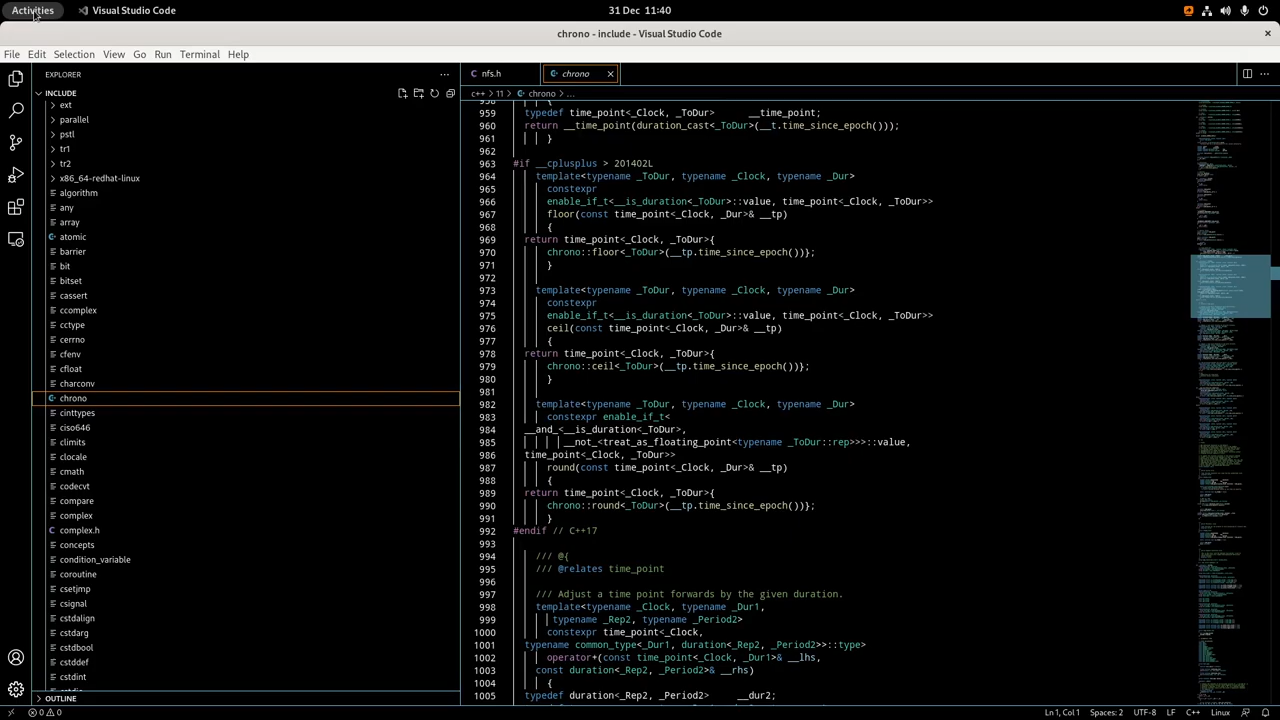 Activities
Visual Studio Code
31 Dec 11:40
chrono - include - Visual Studio Code
File Edit Selection View Go Run Terminal Help
EXPLORER
INCLUDE
ext
parallel
pstl
tr1
tr2
x86_64-redhat-linux
algorithm
any
array
atomic
barrier
bit
bitset
cassert
ccomplex
cctype
cerrno
cfenv
cfloat
charconv
chrono
cinttypes
ciso646
climits
clocale
cmath
codecvt
compare
complex
complex.h
concepts
condition_variable
coroutine
csetjmp
csignal
cstdalign
cstdarg
cstdbool
cstddef
cstdint
OUTLINE
nfs.h
chrono
c++ > 11 > chrono > ...
958 {
959 typedef time_point<_Clock, _ToDur> __time_point;
960 return __time_point(duration_cast<_ToDur>(__t.time_since_epoch()));
961 }
962
963 #if __cplusplus > 201402L
964 template<typename _ToDur, typename _Clock, typename _Dur>
965 constexpr
966 enable_if_t<__is_duration<_ToDur>::value, time_point<_Clock, _ToDur>>
967 floor(const time_point<_Clock, _Dur>& __tp)
968 {
969 return time_point<_Clock, _ToDur>{
970 chrono::floor<_ToDur>(__tp.time_since_epoch())};
971 }
972
973 template<typename _ToDur, typename _Clock, typename _Dur>
974 constexpr
975 enable_if_t<__is_duration<_ToDur>::value, time_point<_Clock, _ToDur>>
976 ceil(const time_point<_Clock, _Dur>& __tp)
977 {
978 return time_point<_Clock, _ToDur>{
979 chrono::ceil<_ToDur>(__tp.time_since_epoch())};
980 }
981
982 template<typename _ToDur, typename _Clock, typename _Dur>
983 constexpr enable_if_t<
984 __and_<__is_duration<_ToDur>,
985 __not_<treat_as_floating_point<typename _ToDur::rep>>>::value,
986 time_point<_Clock, _ToDur>>
987 round(const time_point<_Clock, _Dur>& __tp)
988 {
989 return time_point<_Clock, _ToDur>{
990 chrono::round<_ToDur>(__tp.time_since_epoch())};
991 }
992 #endif // C++17
993
994 /// @{
995 /// @relates time_point
996
997 /// Adjust a time point forwards by the given duration.
998 template<typename _Clock, typename _Dur1,
999 typename _Rep2, typename _Period2>
1000 constexpr time_point<_Clock,
1001 typename common_type<_Dur1, duration<_Rep2, _Period2>>::type>
1002 operator+(const time_point<_Clock, _Dur1>& __lhs,
1003 const duration<_Rep2, _Period2>& __rhs)
1004 {
1005 typedef duration<_Rep2, _Period2> __dur2;
0 0
Ln 1, Col 1 Spaces: 2 UTF-8 LF C++ Linux